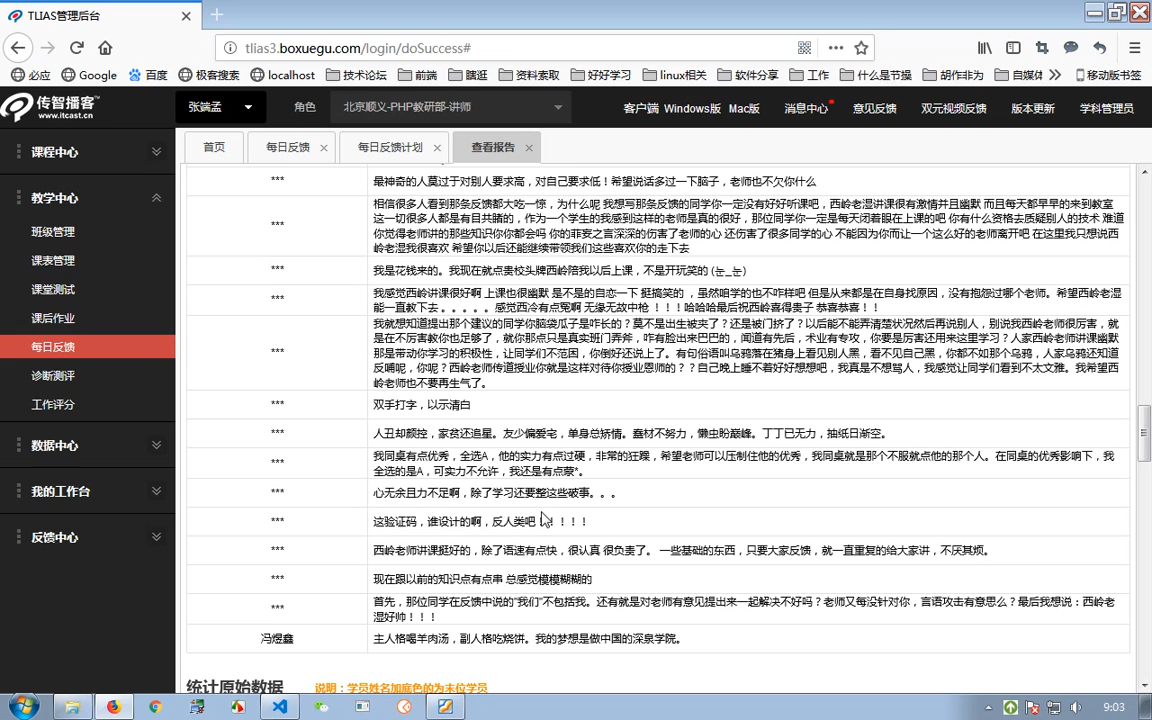 TLIAS管理后台
tlias3.boxuegu.com/login/doSuccess#
必应 Google 百度 极客搜索 localhost 技术论坛 前端 瞎逛 资料索取 好好学习 linux相关 软件分享 工作 什么是节操 胡作非为 自媒体 移动版书签
传智播客
www.itcast.cn
张端孟 角色 北京顺义-PHP教研部-讲师 客户端 Windows版 Mac版 消息中心 意见反馈 双元视频反馈 版本更新 学科管理员
首页 每日反馈 每日反馈计划 查看报告
课程中心
教学中心
班级管理
课表管理
课堂测试
课后作业
每日反馈
诊断测评
工作评分
数据中心
我的工作台
反馈中心
*** 最神奇的人莫过于对别人要求高，对自己要求低！希望说话多过一下脑子，老师也不欠你什么
相信很多人看到那条反馈都大吃一惊，为什么呢 我想写那条反馈的同学你一定没有好好听课吧，西岭老湿讲课很有激情并且幽默 而且每天都早早的来到教室
这一切很多人都是有目共睹的，作为一个学生的我感到这样的老师是真的很好，那位同学你一定是每天闭着眼在上课的吧 你有什么资格去质疑别人的技术 难道
*** 你觉得老师讲的那些知识你你都会吗 你的菲妄之言深深的伤害了老师的心 还伤害了很多同学的心 不能因为你而让一个这么好的老师离开吧 在这里我只想说西
岭老湿我很喜欢 希望你以后还能继续带领我们这些喜欢你的走下去
*** 我是花钱来的。我现在就点贵校头牌西岭陪我以后上课，不是开玩笑的 (눈_눈)
*** 我感觉西岭讲课很好啊 上课也很幽默 是不是的自恋一下 挺搞笑的 ，虽然咱学的也不咋样吧 但是从来都是在自身找原因，没有抱怨过哪个老师。希望西岭老湿
能一直教下去 。。。。。感觉西冷有点冤啊 无缘无故中枪 ！！！哈哈哈最后祝西岭喜得贵子 恭喜恭喜！！
我就想知道提出那个建议的同学你脑袋瓜子是咋长的？莫不是出生被夹了？还是被门挤了？以后能不能弄清楚状况然后再说别人，别说我西岭老师很厉害，就
是在不厉害教你也足够了，就你那点只是真实班门弄斧，咋有脸出来巴巴的，闻道有先后，术业有专攻，你要是厉害还用来这里学习？人家西岭老师讲课幽默
*** 那是带动你学习的积极性，让同学们不范困，你倒好还说上了。有句俗语叫乌鸦落在猪身上看见别人黑，看不见自己黑，你都不如那个乌鸦，人家乌鸦还知道
反哺呢，你呢？西岭老师传道授业你就是这样对待你授业恩师的？？自己晚上睡不着好好想想吧，我真是不想骂人，我感觉让同学们看到不太文雅。我希望西
岭老师也不要再生气了。
*** 双手打字，以示清白
*** 人丑却颜控，家贫还追星。友少偏爱宅，单身总矫情。蠢材不努力，懒虫盼巅峰。丁丁已无力，抽纸日渐空。
*** 我同桌有点优秀，全选A，他的实力有点过硬，非常的狂躁，希望老师可以压制住他的优秀，我同桌就是那个不服就点他的那个人。在同桌的优秀影响下，我
全选的是A，可实力不允许，我还是有点蒙*。
*** 心无余且力不足啊，除了学习还要整这些破事。。。
*** 这验证码，谁设计的啊，反人类吧！！！！！
*** 西岭老师讲课挺好的，除了语速有点快，很认真 很负责了。 一些基础的东西，只要大家反馈，就一直重复的给大家讲，不厌其烦。
*** 现在跟以前的知识点有点串 总感觉模模糊糊的
*** 首先，那位同学在反馈中说的"我们"不包括我。还有就是对老师有意见提出来一起解决不好吗？老师又每没针对你，言语攻击有意思么？最后我想说：西岭老
湿好帅！！！
冯煜鑫 主人格喝羊肉汤，副人格吃烧饼。我的梦想是做中国的深泉学院。
统计原始数据 说明：学员姓名加底色的为末位学员
9:03